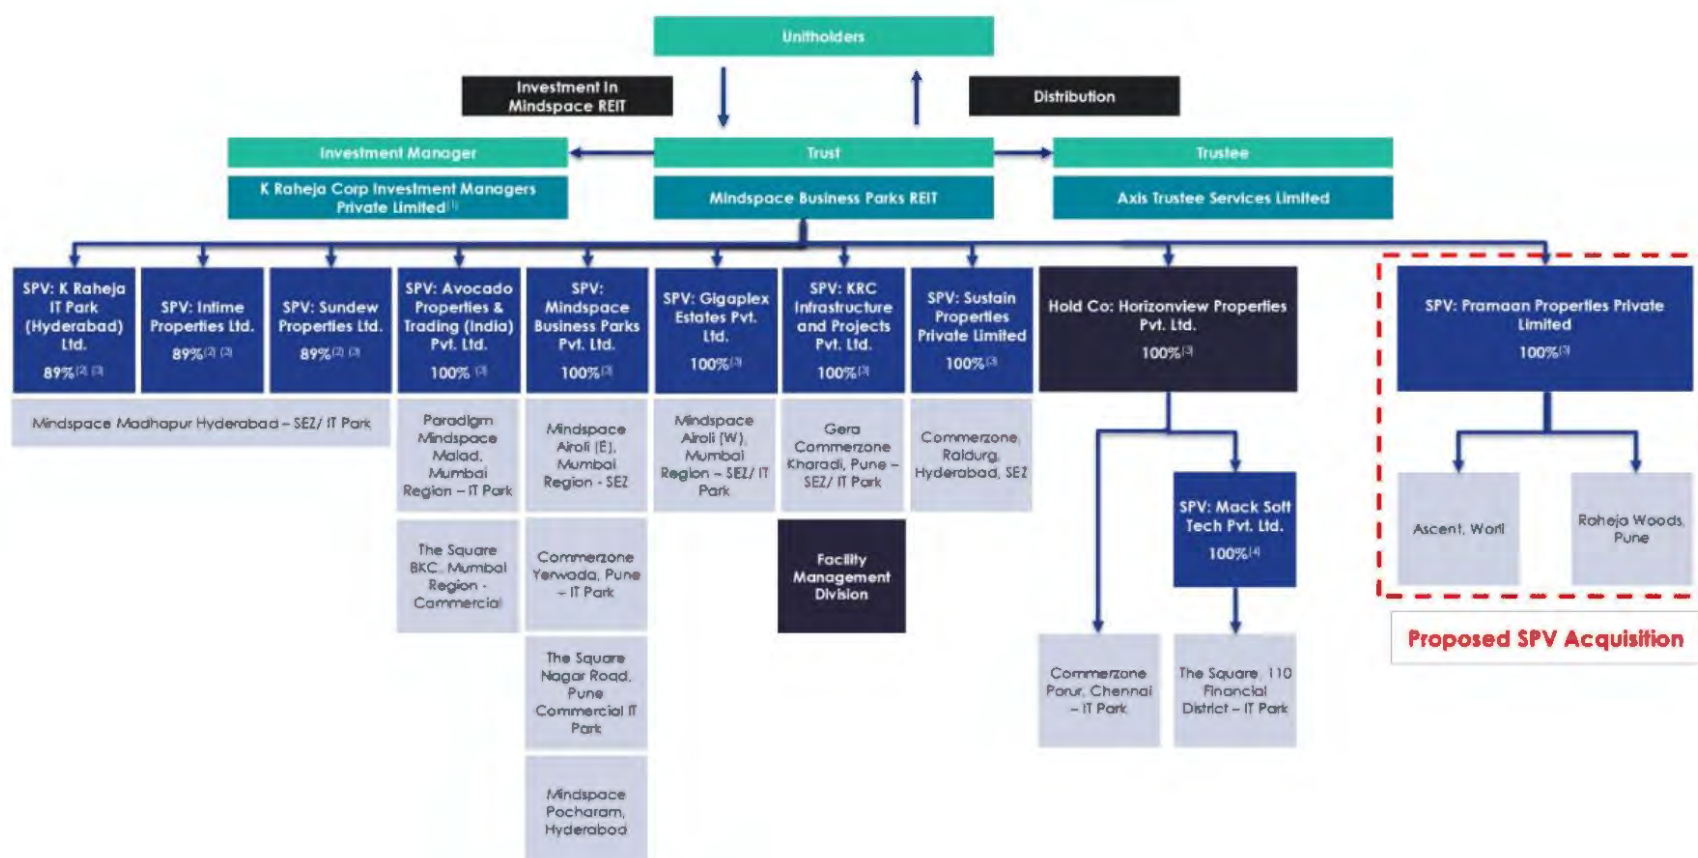 Unitholders
Investment in
Mindspace REIT
Distribution
Investment Manager
Trust
Trustee
K Raheja Corp Investment Managers
Private Limited(1)
Mindspace Business Parks REIT
Axis Trustee Services Limited
SPV: K Raheja
IT Park
(Hyderabad)
Ltd.
89%(2) (3)
SPV: Intime
Properties Ltd.
89%(2) (3)
SPV: Sundew
Properties Ltd.
89%(2) (3)
SPV: Avocado
Properties &
Trading (India)
Pvt. Ltd.
100% (3)
SPV:
Mindspace
Business Parks
Pvt. Ltd.
100%(3)
SPV: Gigaplex
Estates Pvt.
Ltd.
100%(3)
SPV: KRC
Infrastructure
and Projects
Pvt. Ltd.
100%(3)
SPV: Sustain
Properties
Private Limited
100%(3)
Hold Co: Horizonview Properties
Pvt. Ltd.
100%(3)
SPV: Pramaan Properties Private
Limited
100%(3)
Mindspace Madhapur Hyderabad – SEZ/ IT Park
Paradigm
Mindspace
Malad,
Mumbai
Region – IT Park
Mindspace
Airoli (E),
Mumbai
Region - SEZ
Mindspace
Airoli (W),
Mumbai
Region – SEZ/ IT
Park
Gera
Commerzone
Kharadi, Pune –
SEZ/ IT Park
Commerzone,
Raidurg,
Hyderabad, SEZ
SPV: Mack Soft
Tech Pvt. Ltd.
100%(4)
Ascent, Worli
Raheja Woods,
Pune
The Square
BKC, Mumbai
Region -
Commercial
Commerzone
Yerwada, Pune
– IT Park
Facility
Management
Division
Proposed SPV Acquisition
The Square
Nagar Road,
Pune
Commercial IT
Park
Commerzone
Porur, Chennai
– IT Park
The Square, 110
Financial
District – IT Park
Mindspace
Pocharam,
Hyderabad